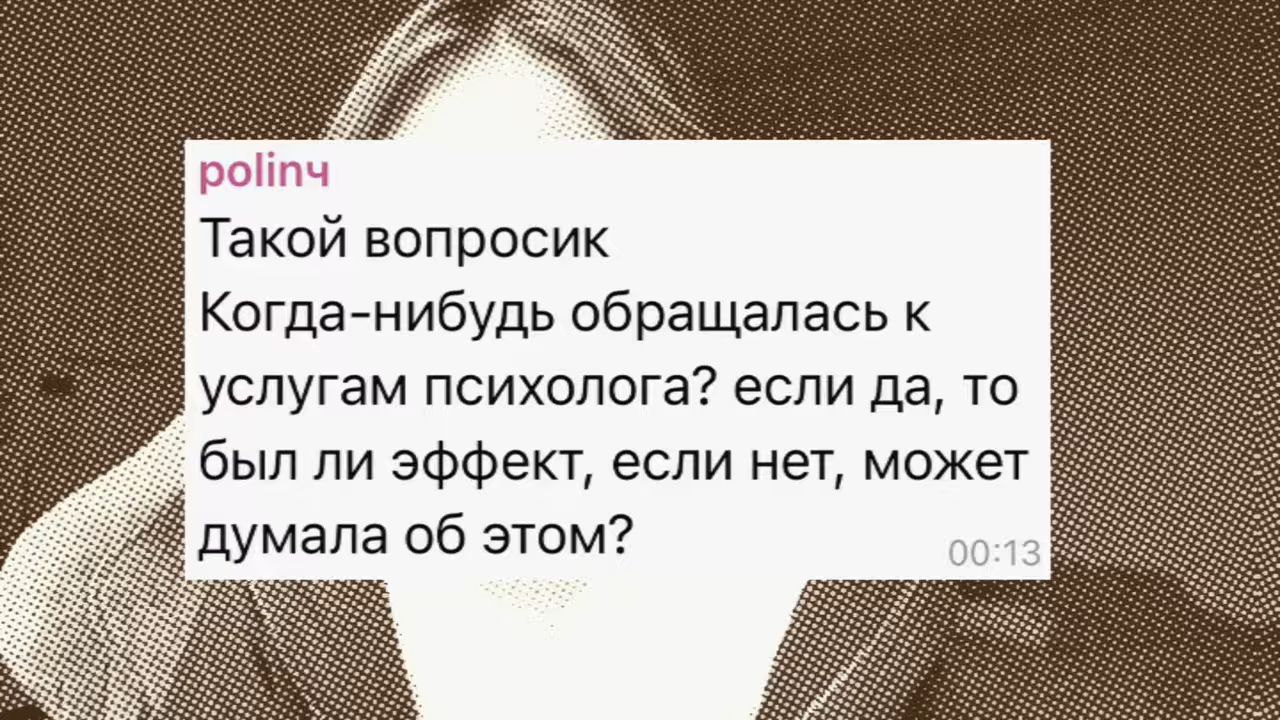 polinч
Такой вопросик
Когда-нибудь обращалась к
услугам психолога? если да, то
был ли эффект, если нет, может
думала об этом?
00:13